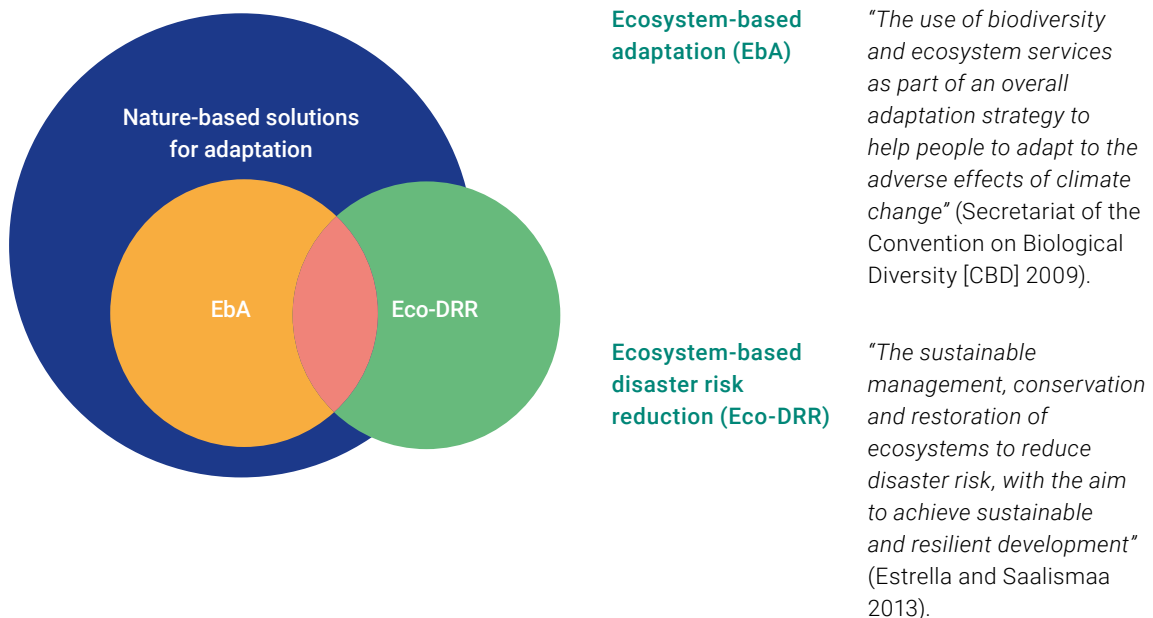 Nature-based solutions
for adaptation
EbA
Eco-DRR
Ecosystem-based
adaptation (EbA)
"The use of biodiversity
and ecosystem services
as part of an overall
adaptation strategy to
help people to adapt to the
adverse effects of climate
change" (Secretariat of the
Convention on Biological
Diversity [CBD] 2009).
Ecosystem-based
disaster risk
reduction (Eco-DRR)
"The sustainable
management, conservation
and restoration of
ecosystems to reduce
disaster risk, with the aim
to achieve sustainable
and resilient development"
(Estrella and Saalismaa
2013).